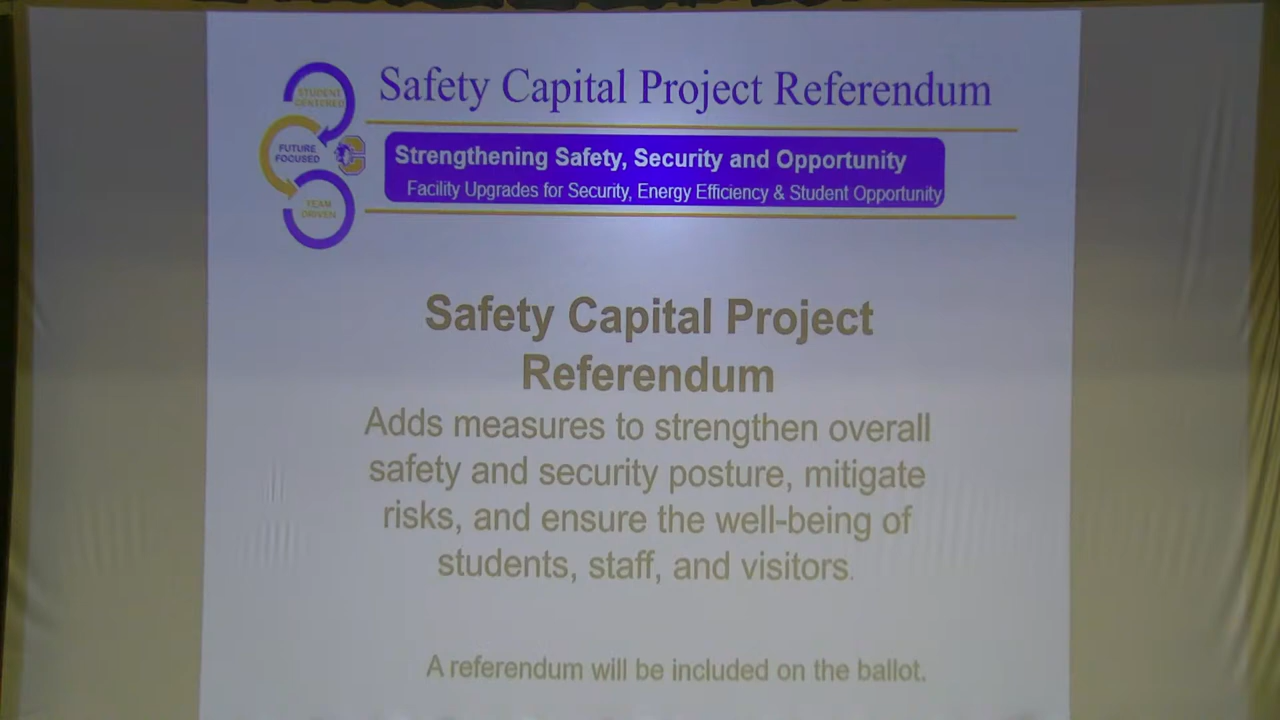 Safety Capital Project Referendum
STUDENT
CENTERED
FUTURE
FOCUSED
TEAM
DRIVEN
Strengthening Safety, Security and Opportunity
Facility Upgrades for Security, Energy Efficiency & Student Opportunity
Safety Capital Project
Referendum
Adds measures to strengthen overall
safety and security posture, mitigate
risks, and ensure the well-being of
students, staff, and visitors.
A referendum will be included on the ballot.